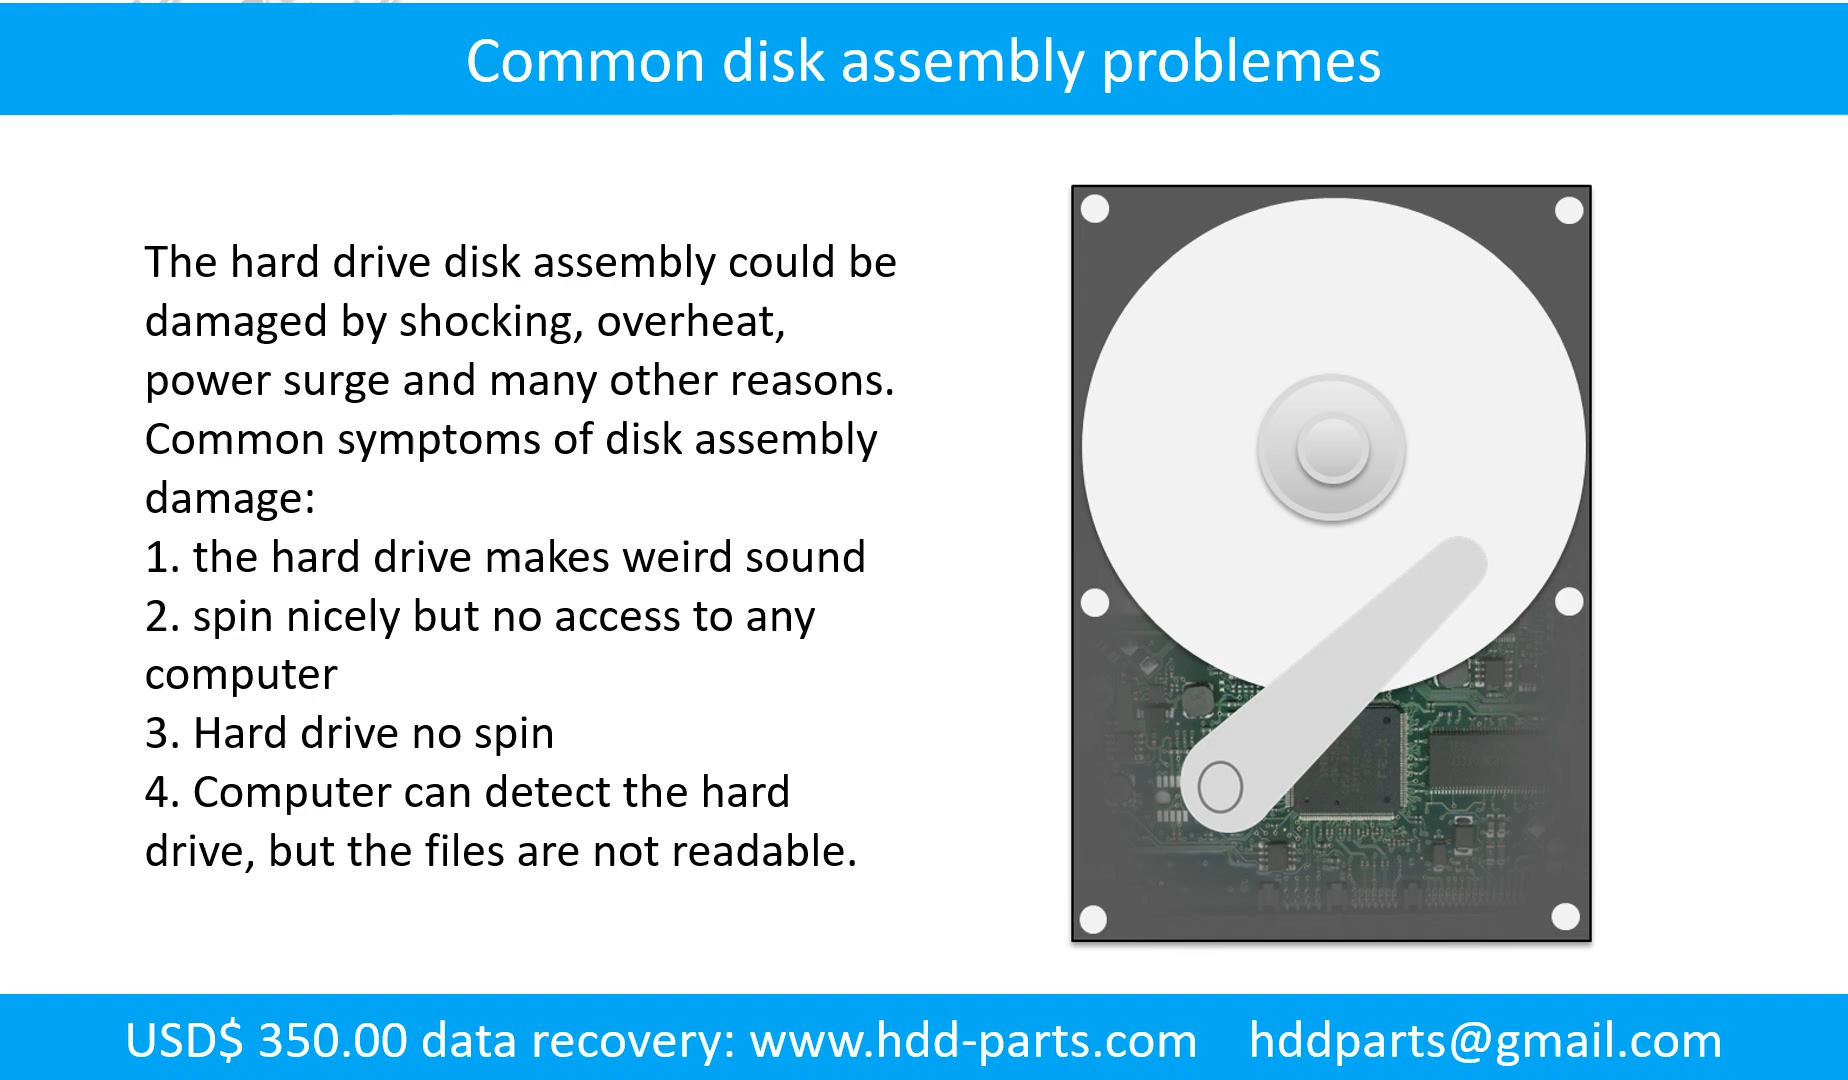 Common disk assembly problemes
The hard drive disk assembly could be
damaged by shocking, overheat,
power surge and many other reasons.
Common symptoms of disk assembly
damage:
1. the hard drive makes weird sound
2. spin nicely but no access to any
computer
3. Hard drive no spin
4. Computer can detect the hard
drive, but the files are not readable.
USD$ 350.00 data recovery: www.hdd-parts.com hddparts@gmail.com